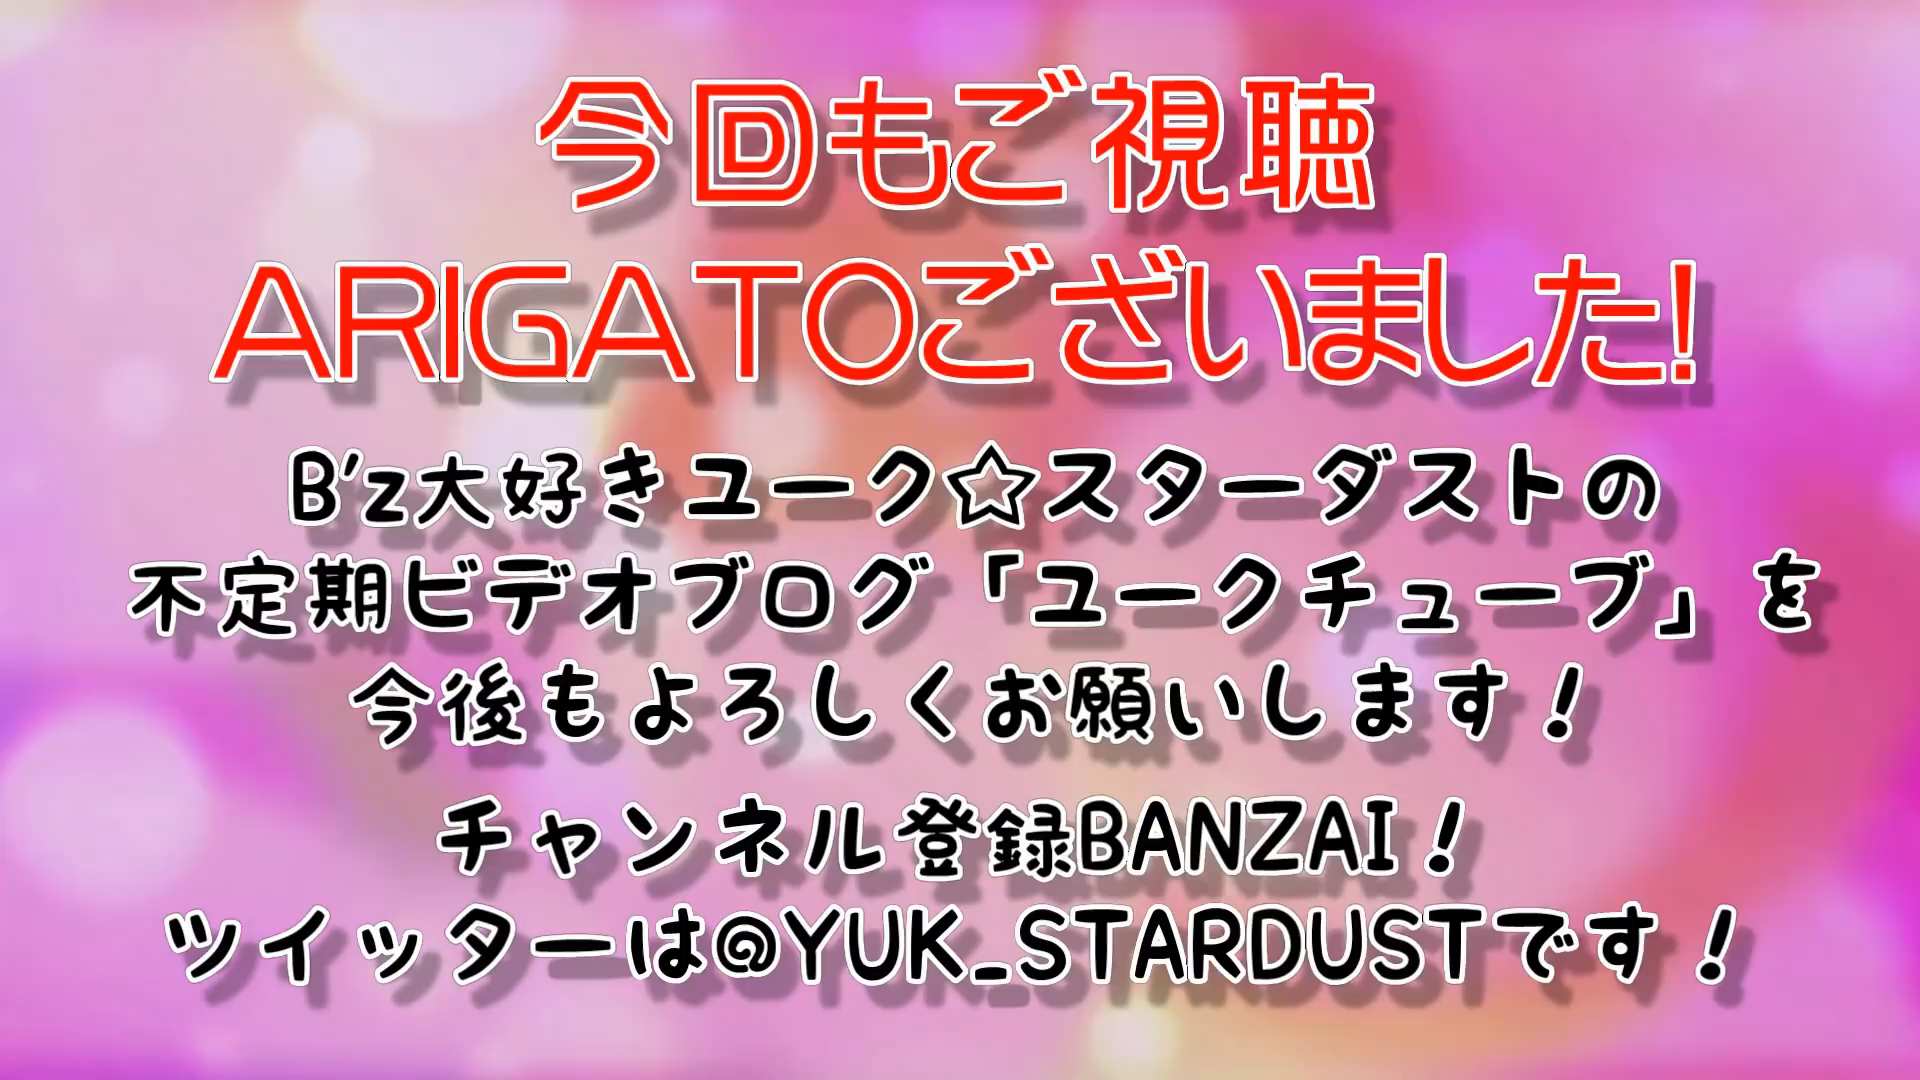 今回もご視聴
ARIGATOございました!
B'z大好きユーク☆スターダストの
不定期ビデオブログ「ユークチューブ」を
今後もよろしくお願いします！
チャンネル登録BANZAI！
ツイッターは@YUK_STARDUSTです！